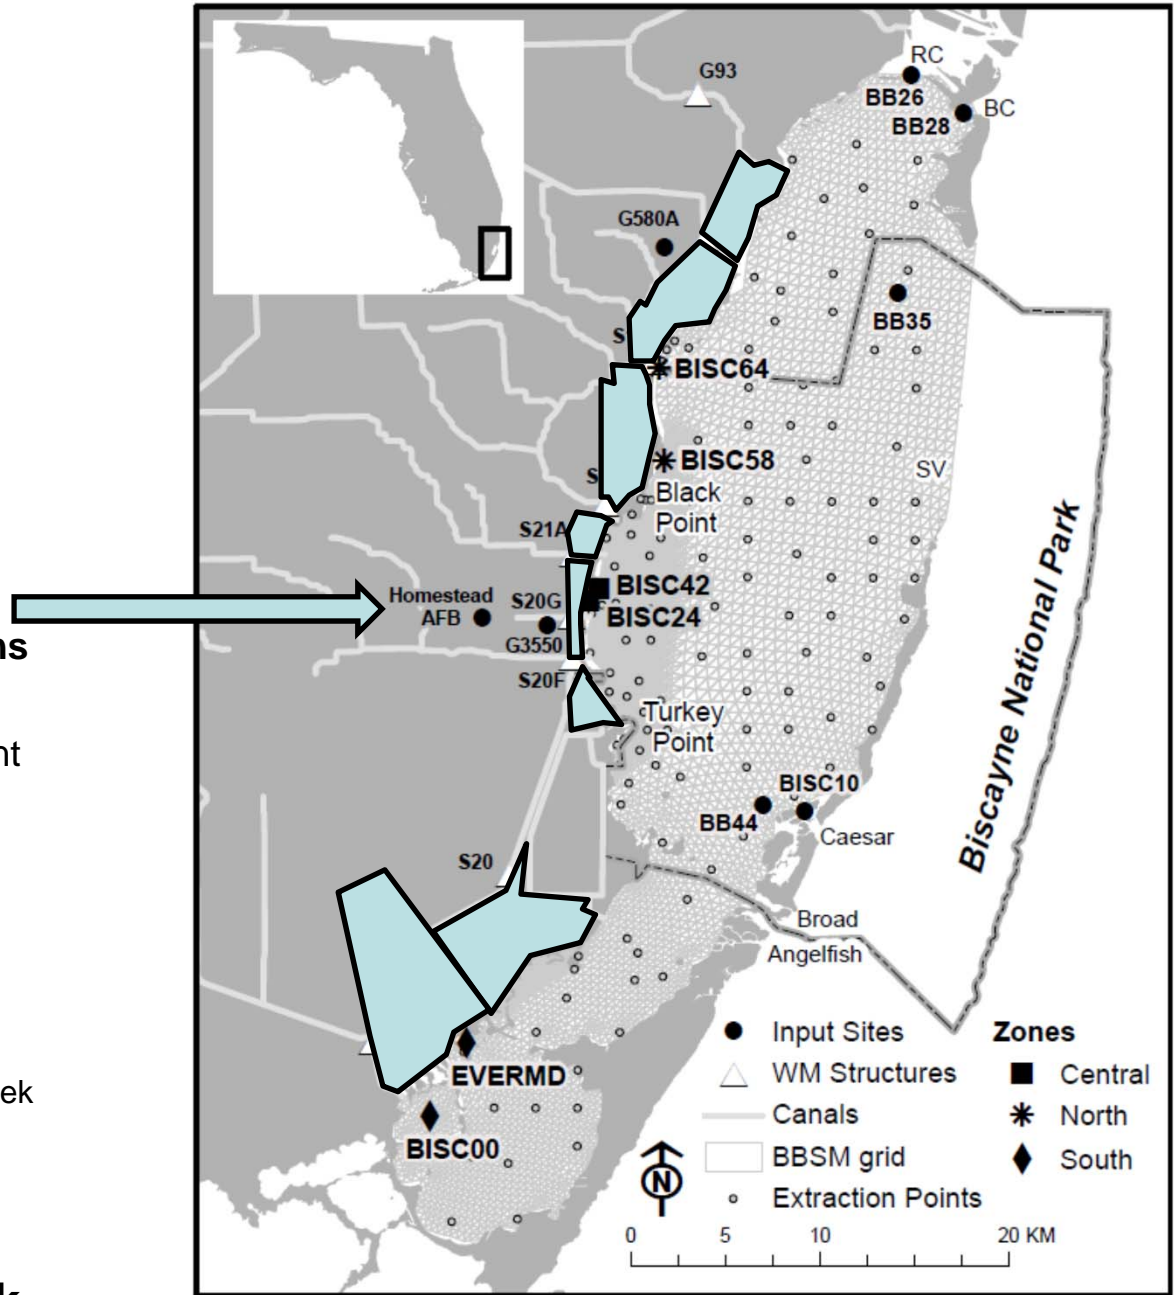 RC
G93
BB26
BC
BB28
G580A
BB35
S
BISC64
BISC58
SV
S
Black
Point
S21A
BISC42
Homestead
AFB
S20G
BISC24
ns
G3550
S20F
Turkey
Point
nt
BISC10
BB44
Caesar
Biscayne National Park
S20
Broad
Angelfish
Input Sites
Zones
EVERMD
WM Structures
Central
ek
Canals
North
BISC00
BBSM grid
South
N
Extraction Points
0 5 10 20 KM